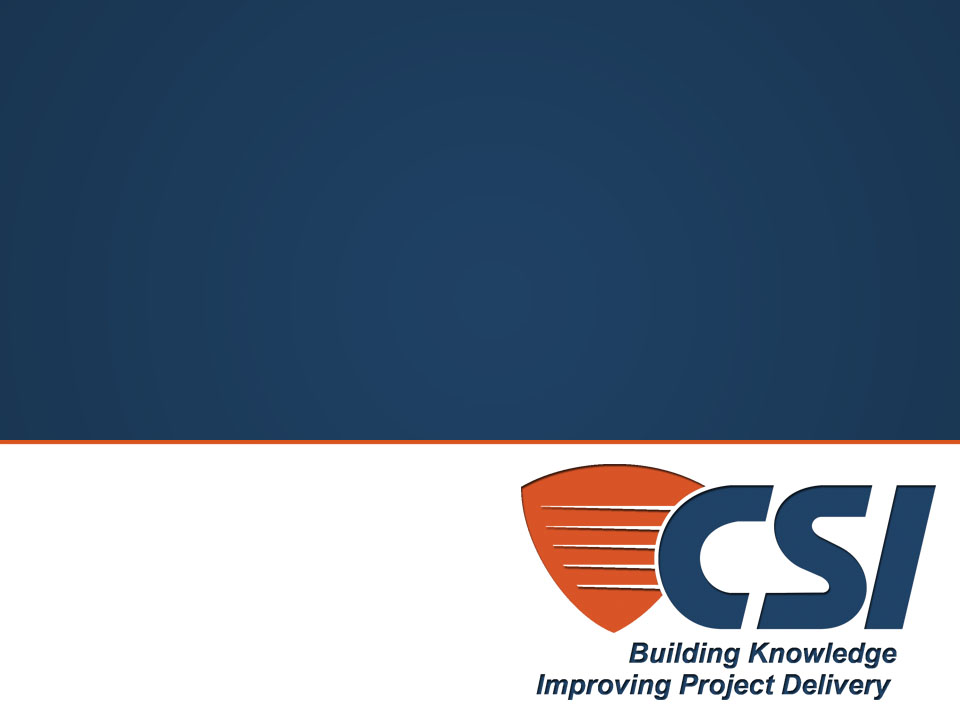 CSI
Building Knowledge
Improving Project Delivery